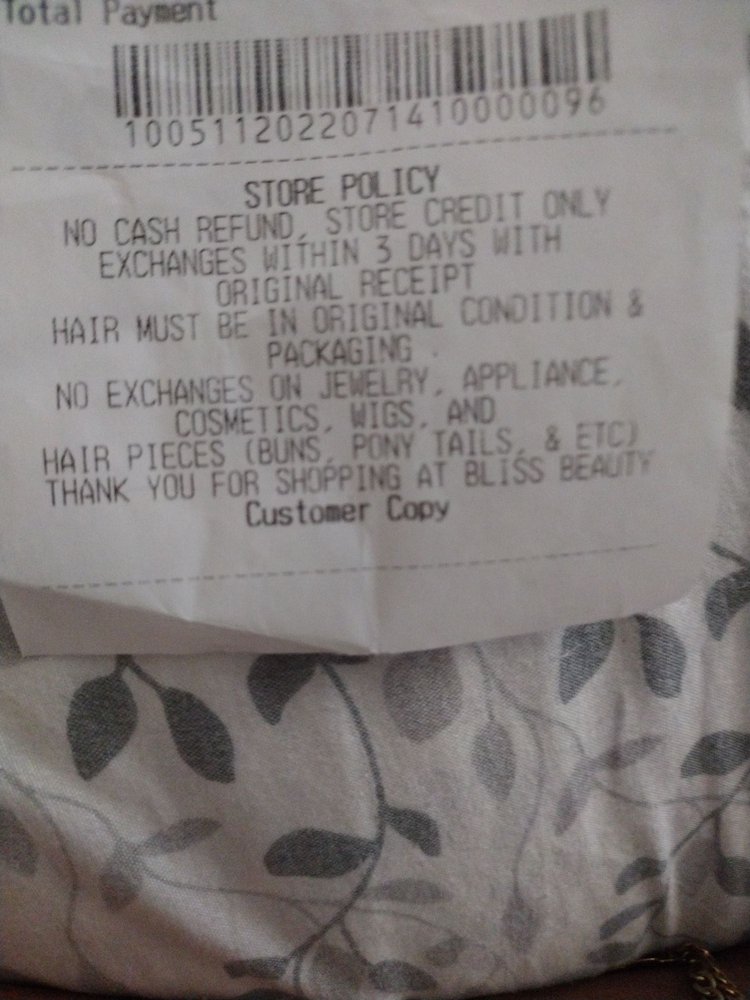 Total Payment
1005112022071410000096
STORE POLICY
NO CASH REFUND, STORE CREDIT ONLY
EXCHANGES WITHIN 3 DAYS WITH
ORIGINAL RECEIPT
HAIR MUST BE IN ORIGINAL CONDITION &
PACKAGING .
NO EXCHANGES ON JEWELRY, APPLIANCE,
COSMETICS, WIGS, AND
HAIR PIECES (BUNS, PONY TAILS, & ETC)
THANK YOU FOR SHOPPING AT BLISS BEAUTY
Customer Copy